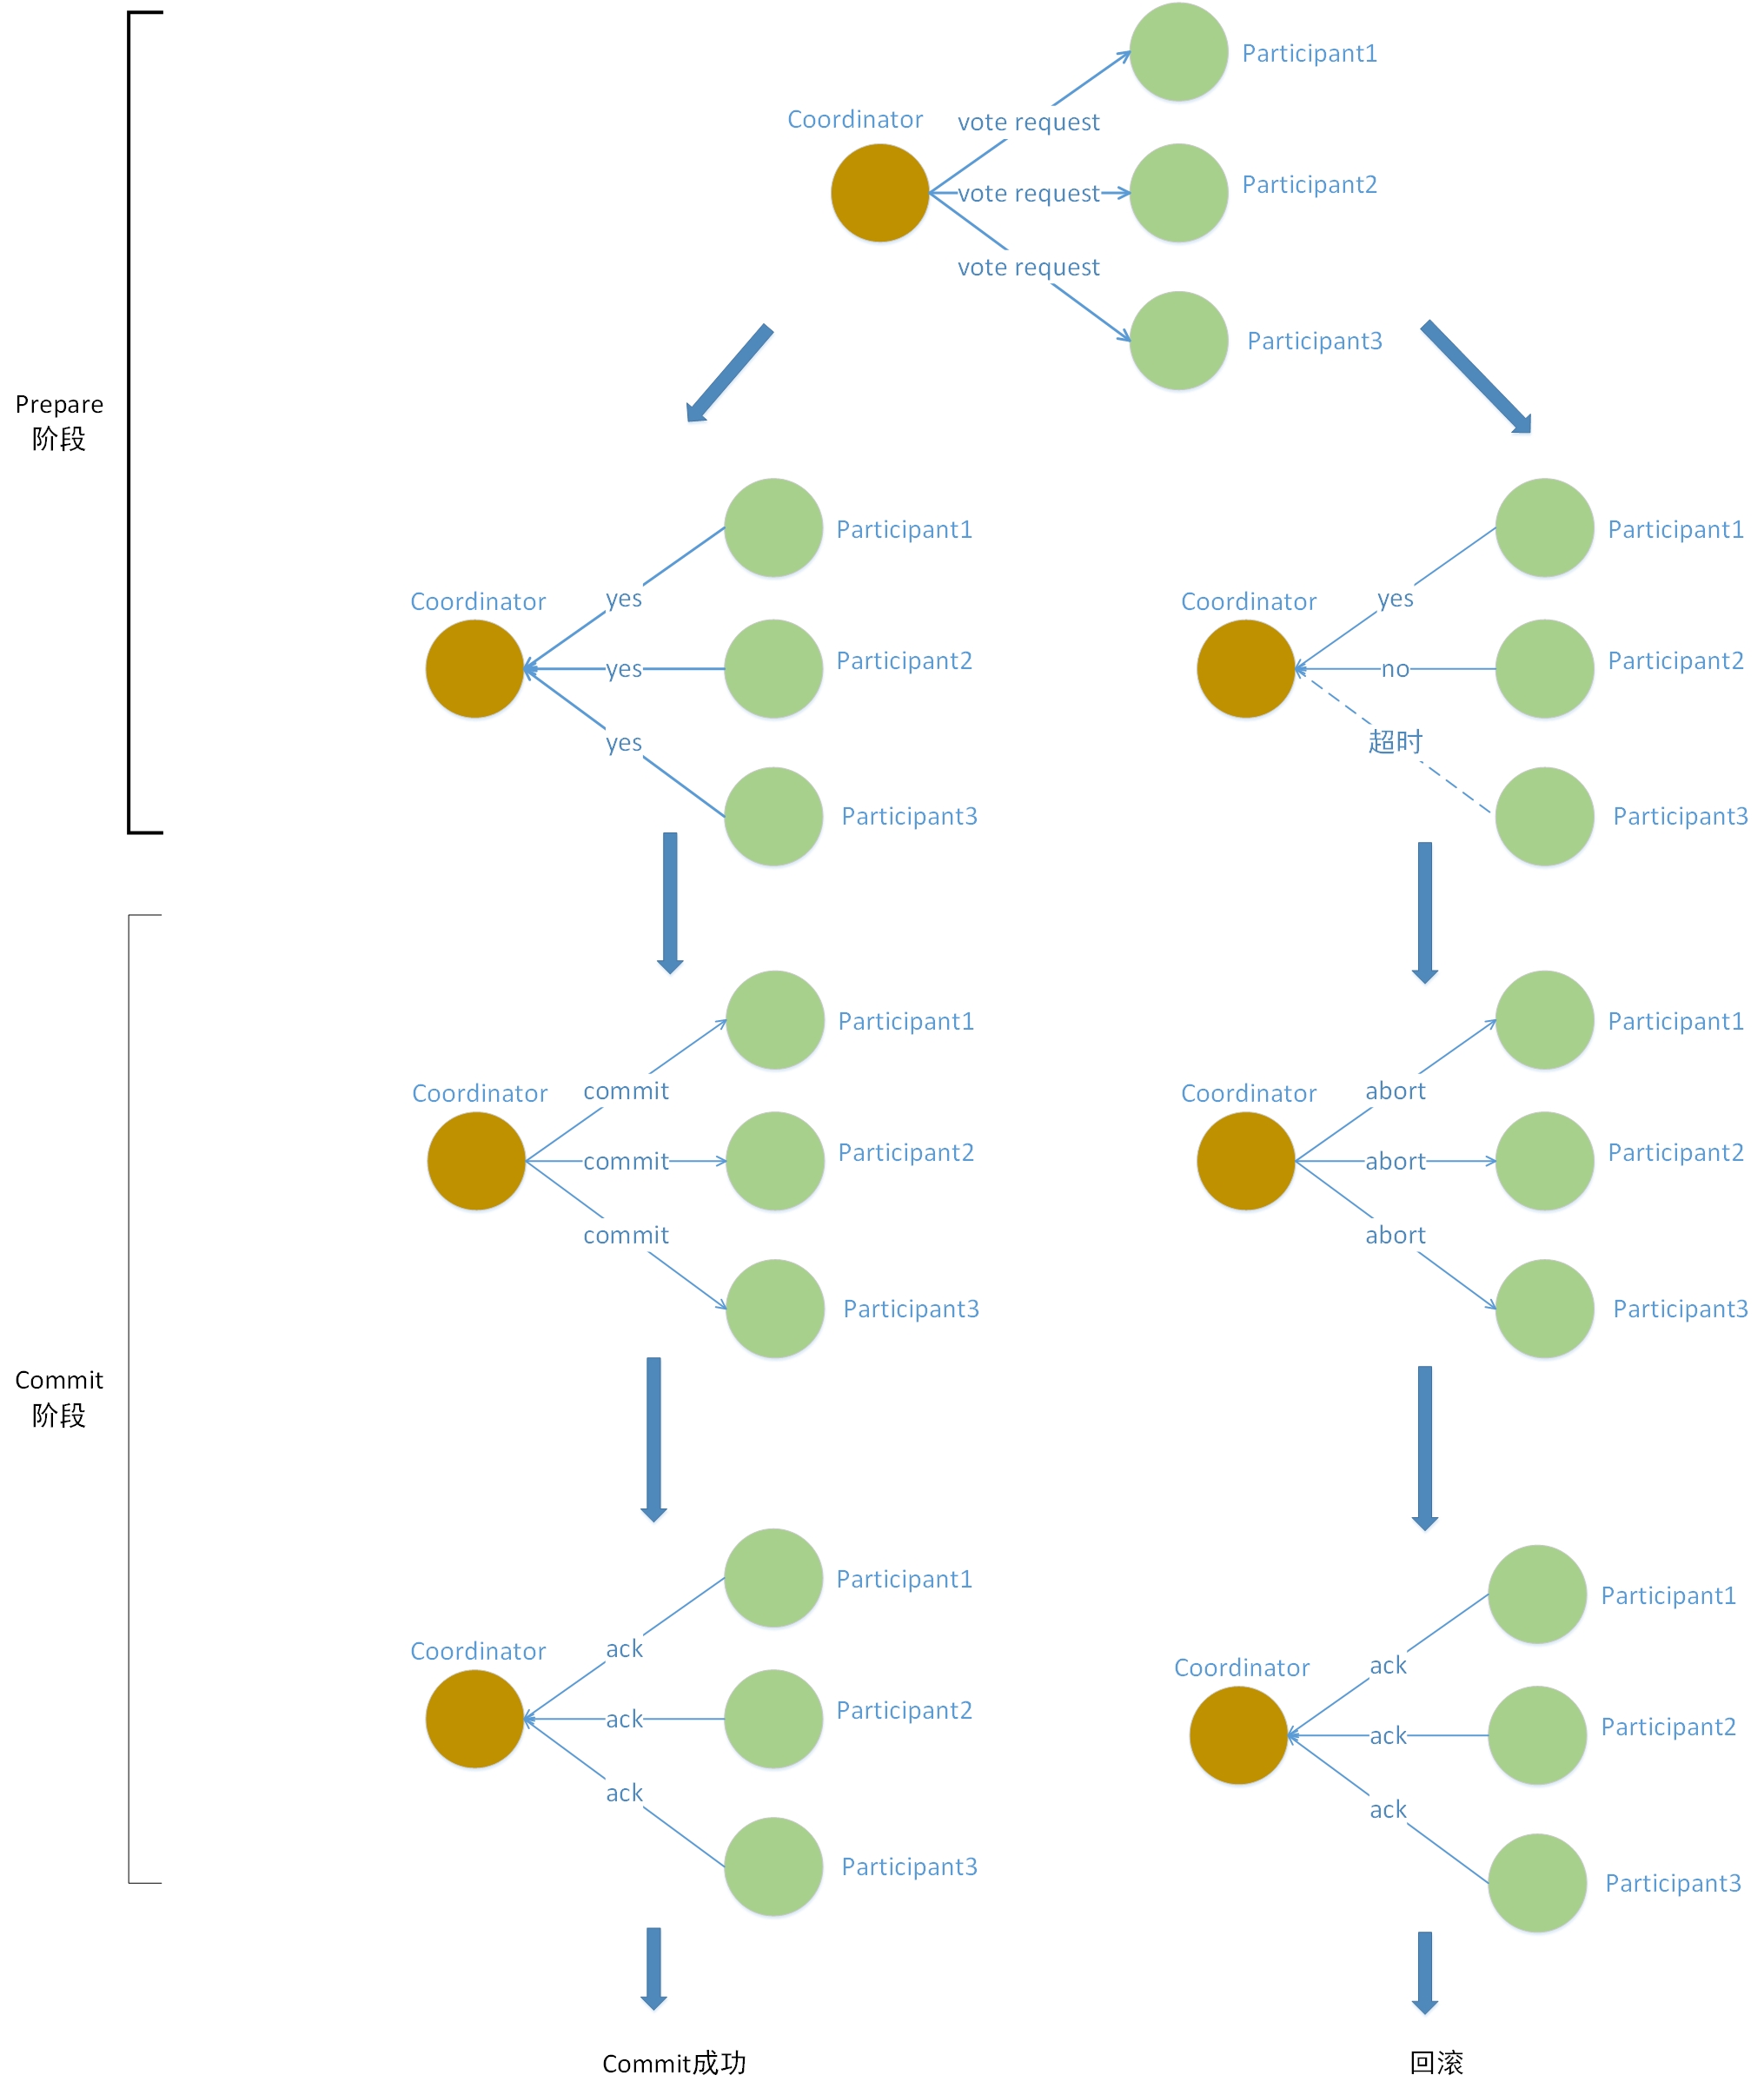 Participant1
Coordinator
vote request
Participant2
vote request
vote request
Participant3
Prepare
阶段
Participant1
Coordinator
yes
Participant2
yes
yes
Participant3
Participant1
Coordinator
yes
Participant2
no
超时
Participant3
Commit
阶段
Participant1
Coordinator
commit
Participant2
commit
commit
Participant3
Participant1
Coordinator
abort
Participant2
abort
abort
Participant3
Participant1
Coordinator
ack
Participant2
ack
ack
Participant3
Participant1
Coordinator
ack
Participant2
ack
ack
Participant3
Commit成功
回滚